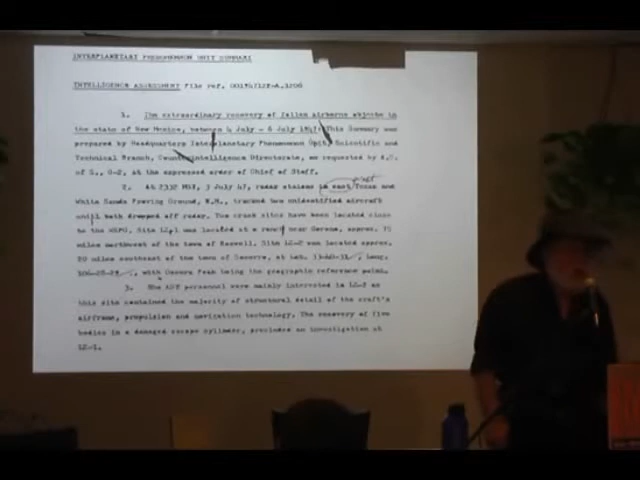 INTERPLANETARY PHENOMENON UNIT SUMMARY
INTELLIGENCE ASSESSMENT File ref.
1. The extraordinary recovery of fallen airborne objects in
the state of New Mexico, between 4 July - 6 July 1947. This Summary was
prepared by Headquarters Interplanetary Phenomenon Unit, Scientific and
Technical Branch, Counterintelligence Directorate, as requested by A.C.
of S., G-2, at the expressed order of Chief of Staff.
2. At 2332 MST, 3 July 47, radar stations in east Texas and
White Sands Proving Ground, N.M., tracked two unidentified aircraft
until both dropped off radar. Two crash sites have been located close
to the WSPG. Site LZ-1 was located at a ranch near Corona, approx. 75
miles northwest of the town of Roswell. Site LZ-2 was located approx.
20 miles southeast of the town of Socorro, at Lat. Long.
with Oscura Peak being the geographic reference point.
3. The personnel were mainly interested in LZ-2 as
this site contained the majority of structural detail of the craft's
airframe, propulsion and navigation technology. The recovery of five
bodies in a damaged escape cylinder, precludes an investigation at
LZ-1.